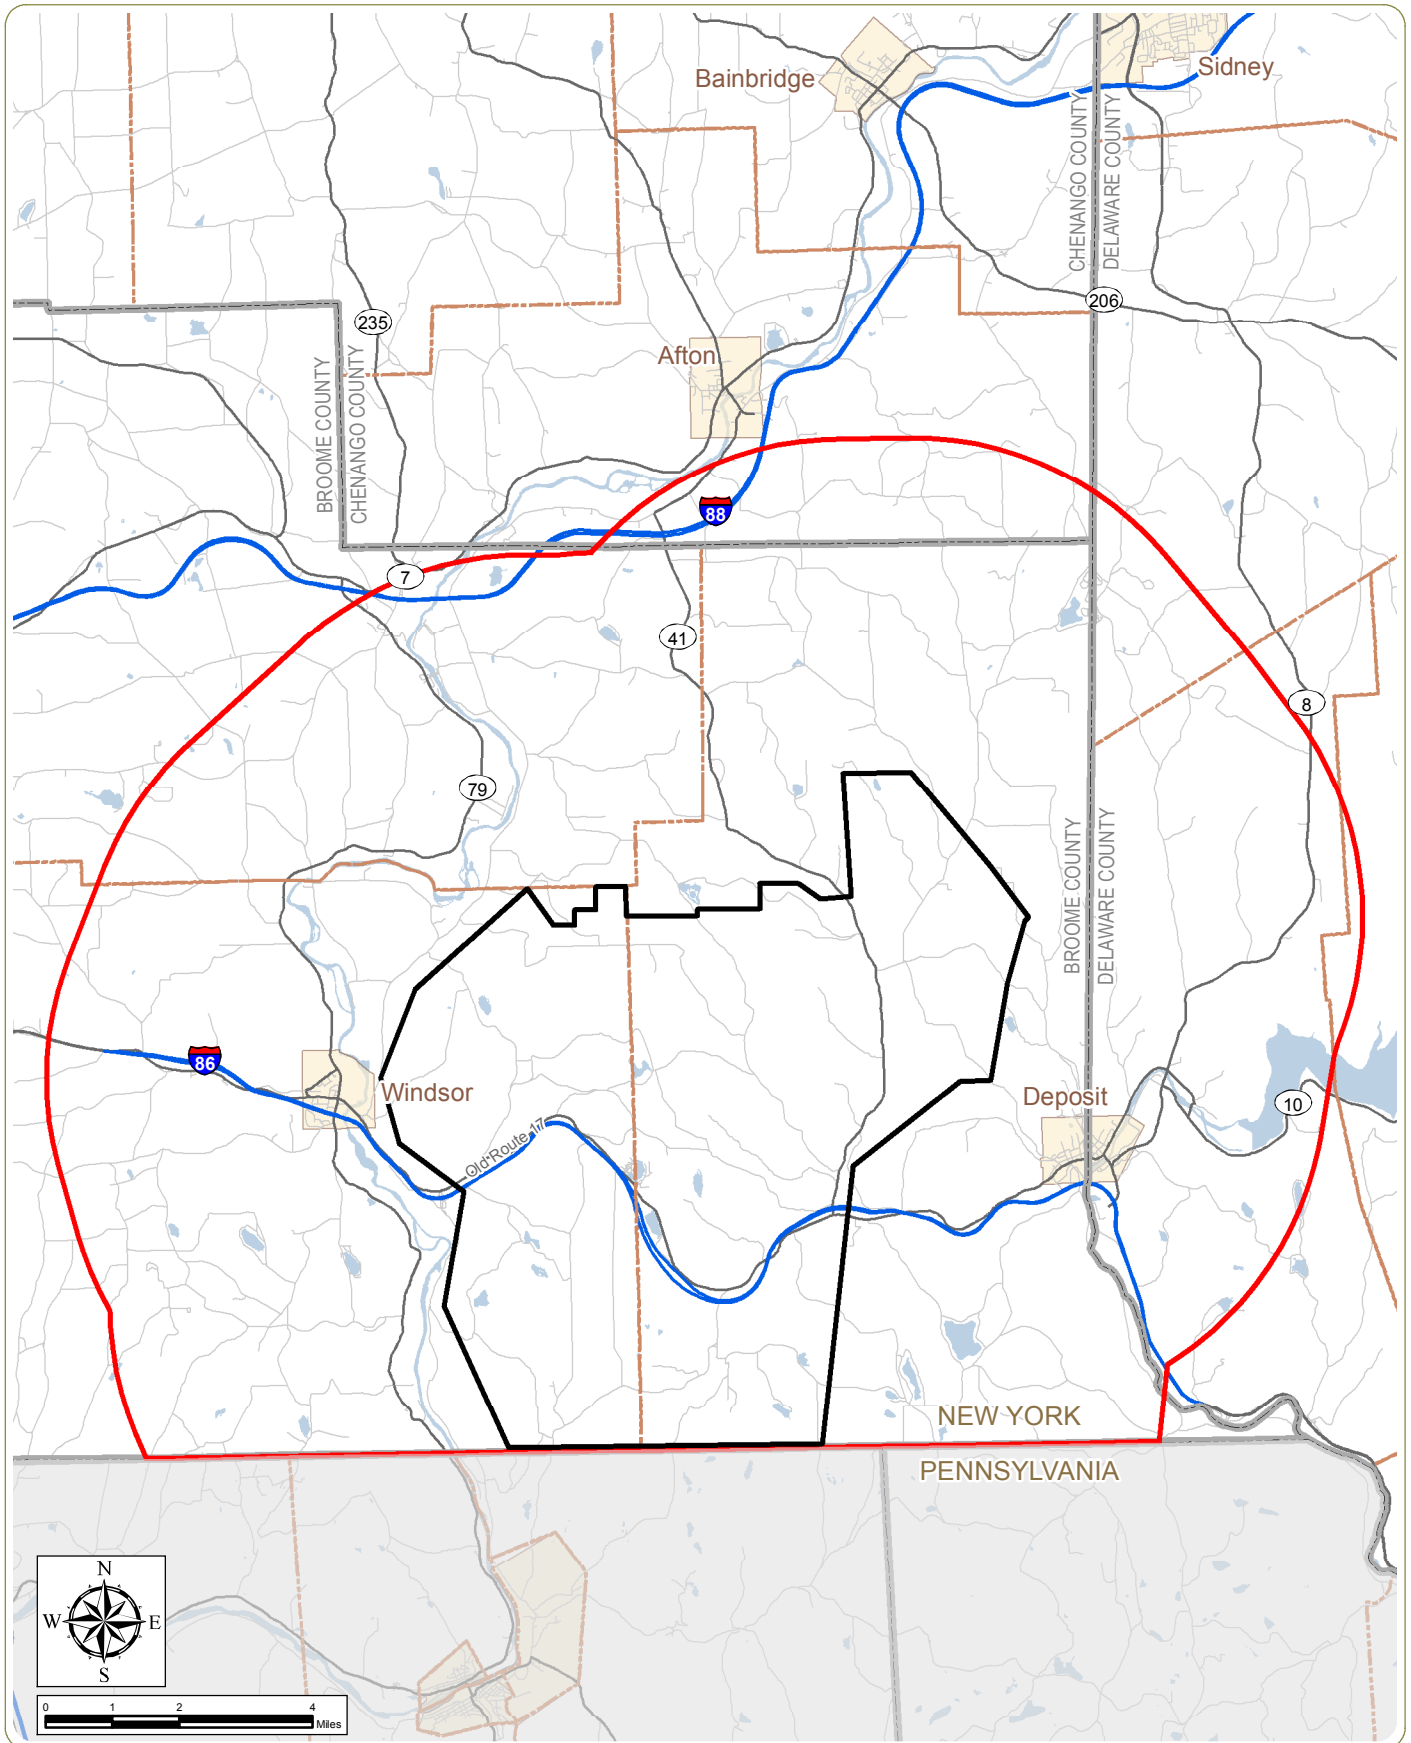 Bainbridge
Sidney
CHENANGO COUNTY
DELAWARE COUNTY
206
235
Afton
BROOME COUNTY
CHENANGO COUNTY
88
7
41
8
79
BROOME COUNTY
DELAWARE COUNTY
86
Windsor
Deposit
10
Old Route 17
NEW YORK
PENNSYLVANIA
N
W E
S
0 1 2 4
Miles